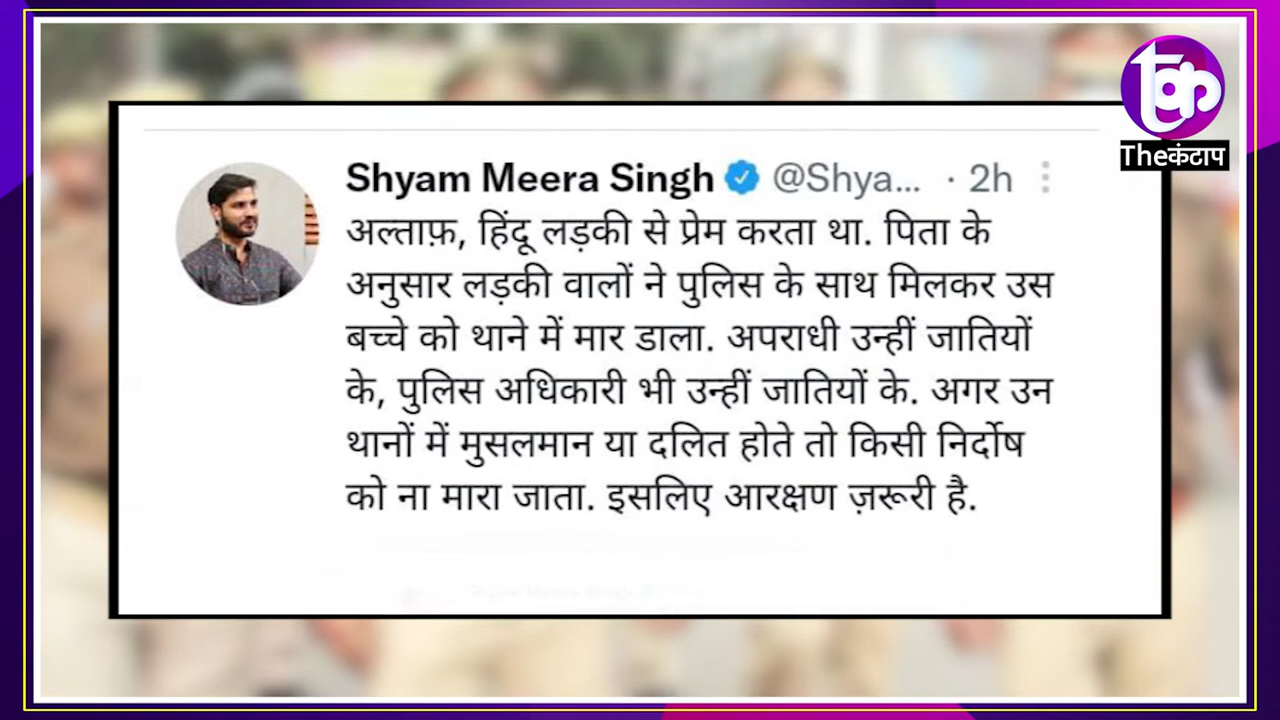 Theकंटाप
Shyam Meera Singh @Shya... · 2h
अल्ताफ़, हिंदू लड़की से प्रेम करता था. पिता के
अनुसार लड़की वालों ने पुलिस के साथ मिलकर उस
बच्चे को थाने में मार डाला. अपराधी उन्हीं जातियों
के, पुलिस अधिकारी भी उन्हीं जातियों के. अगर उन
थानों में मुसलमान या दलित होते तो किसी निर्दोष
को ना मारा जाता. इसलिए आरक्षण ज़रूरी है.